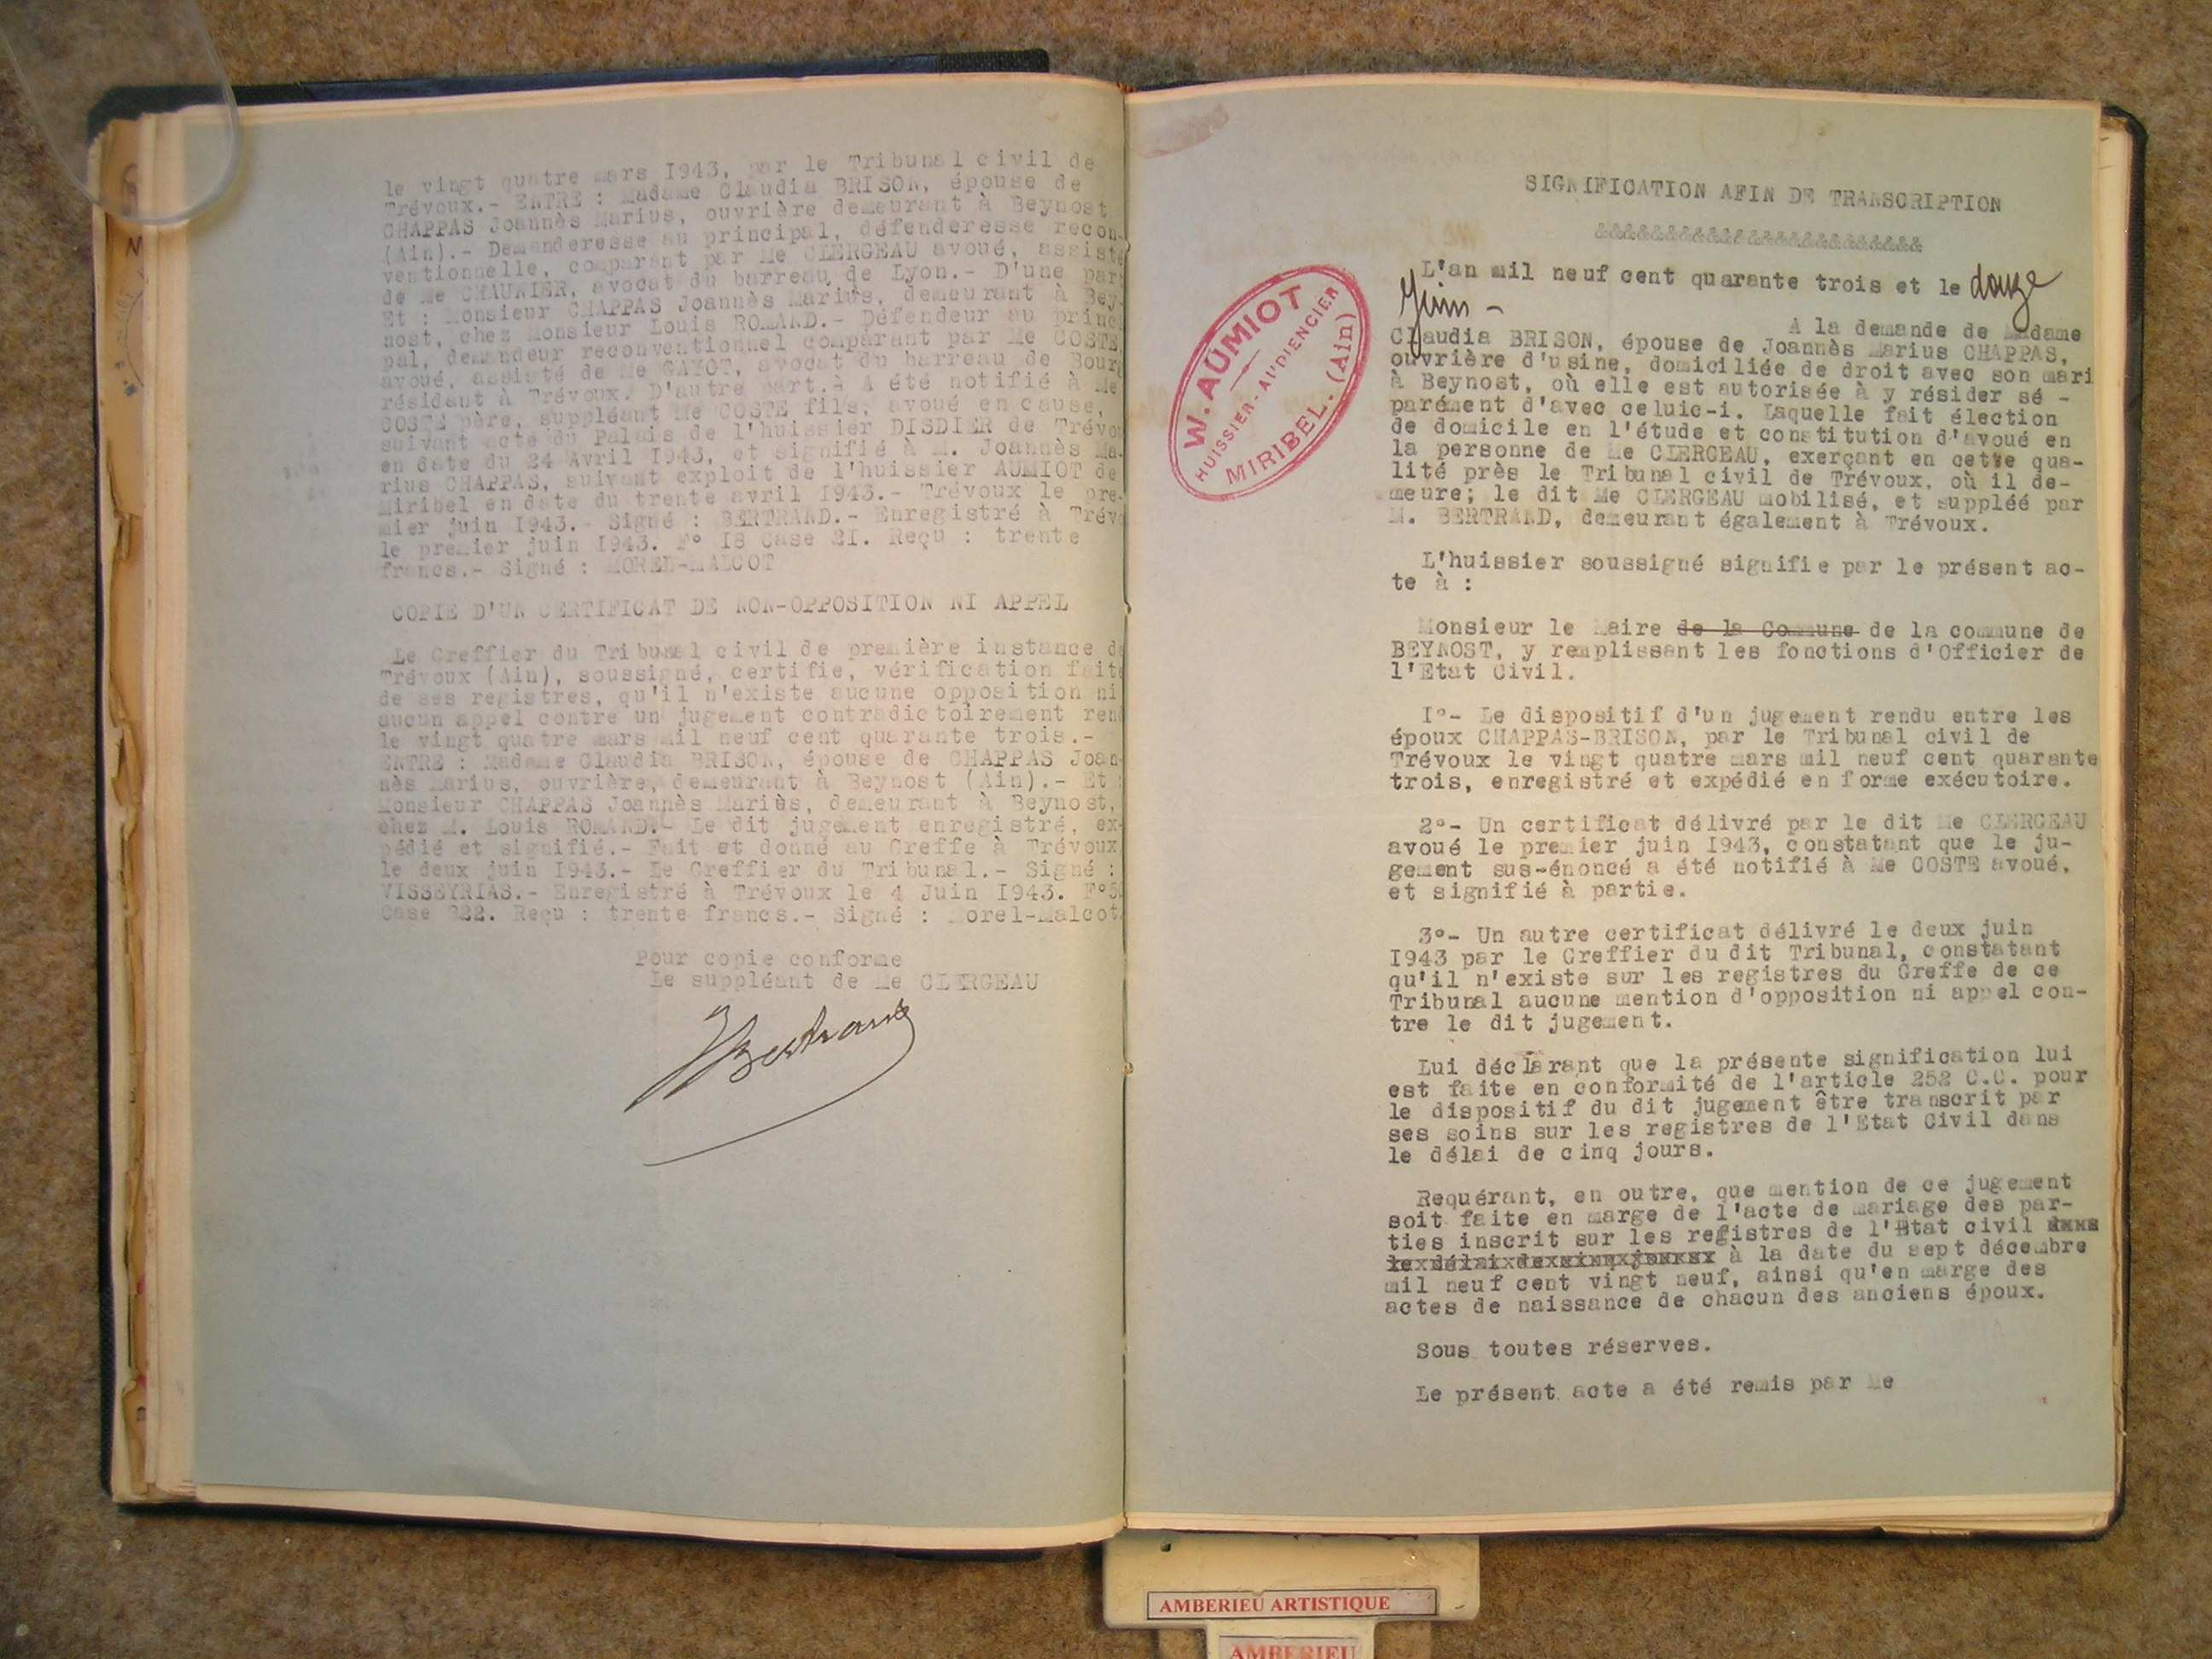 le vingt quatre mars 1943, par le Tribunal civil de
Trévoux.- ENTRE : Madame Claudia BRISON, épouse de
CHAPPAS Joannès Marius, ouvrière demeurant à Beynost
(Ain).- Demanderesse au principal, défenderesse recon-
ventionnelle, comparant par Me CLERGEAU avoué, assisté
de Me CHAUNIER, avocat du barreau de Lyon.- D'une part
Et : Monsieur CHAPPAS Joannès Marius, demeurant à Bey-
nost, chez Monsieur Louis ROMAND.- Défendeur au princi
pal, demandeur reconventionnel comparant par Me COSTE
avoué, assisté de Me GAYOT, avocat du barreau de Bourg
résidant à Trévoux. D'autre part.- A été notifié à Me
COSTE père, suppléant Me COSTE fils, avoué en cause,
suivant acte du Palais de l'huissier DISDIER de Trévou
en date du 24 Avril 1943, et signifié à M. Joannès Ma-
rius CHAPPAS, suivant exploit de l'huissier AUMIOT de
Miribel en date du trente avril 1943.- Trévoux le pre-
mier juin 1943.- Signé : BERTRAND.- Enregistré à Trévo
le premier juin 1943. F° 18 Case 21. Reçu : trente
francs.- Signé : MOREL-MALCOT
COPIE D'UN CERTIFICAT DE NON-OPPOSITION NI APPEL
Le Greffier du Tribunal civil de première instance de
Trévoux (Ain), soussigné, certifie, vérification faite
de ses registres, qu'il n'existe aucune opposition ni
aucun appel contre un jugement contradictoirement rend
le vingt quatre mars mil neuf cent quarante trois.-
ENTRE : Madame Claudia BRISON, épouse de CHAPPAS Joan-
nès Marius, ouvrière, demeurant à Beynost (Ain).- Et :
Monsieur CHAPPAS Joannès Mariùs, demeurant à Beynost,
chez M. Louis ROMAND.- Le dit jugement enregistré, ex-
pédié et signifié.- Fait et donné au Greffe à Trévoux
le deux juin 1943.- Le Greffier du Tribunal.- Signé :
VISSEYRIAS.- Enregistré à Trévoux le 4 Juin 1943. F°
Case 322. Reçu : trente francs.- Signé : Morel-Malcot.
Pour copie conforme
Le suppléant de Me CLERGEAU
Bertrand
W. AUMIOT
HUISSIER-AUDIENCIER
MIRIBEL. (Ain)
SIGNIFICATION AFIN DE TRANSCRIPTION
&&&&&&&&&&&&&&&&&&&&&&&&&&&
L'an mil neuf cent quarante trois et le douze
Juin -
A la demande de Madame
Claudia BRISON, épouse de Joannès Marius CHAPPAS,
ouvrière d'usine, domiciliée de droit avec son mari
à Beynost, où elle est autorisée à y résider sé -
parément d'avec celuic-i. Laquelle fait élection
de domicile en l'étude et constitution d'avoué en
la personne de Me CLERGEAU, exerçant en cette qua-
lité près le Tribunal civil de Trévoux, où il de-
meure; le dit Me CLERGEAU mobilisé, et suppléé par
M. BERTRAND, demeurant également à Trévoux.
L'huissier soussigné signifie par le présent ac-
te à :
Monsieur le Maire de la Commune de la commune de
BEYNOST, y remplissant les fonctions d'Officier de
l'Etat Civil.
1°- Le dispositif d'un jugement rendu entre les
époux CHAPPAS-BRISON, par le Tribunal civil de
Trévoux le vingt quatre mars mil neuf cent quarante
trois, enregistré et expédié en forme exécutoire.
2°- Un certificat délivré par le dit Me CLERGEAU
avoué le premier juin 1943, constatant que le ju-
gement sus-énoncé a été notifié à Me COSTE avoué,
et signifié à partie.
3°- Un autre certificat délivré le deux juin
1943 par le Greffier du dit Tribunal, constatant
qu'il n'existe sur les registres du Greffe de ce
Tribunal aucune mention d'opposition ni appel con-
tre le dit jugement.
Lui déclarant que la présente signification lui
est faite en conformité de l'article 252 C.C. pour
le dispositif du dit jugement être transcrit par
ses soins sur les registres de l'Etat Civil dans
le délai de cinq jours.
Requérant, en outre, que mention de ce jugement
soit faite en marge de l'acte de mariage des par-
ties inscrit sur les registres de l'Etat civil dans
le délai de cinq jours à la date du sept décembre
mil neuf cent vingt neuf, ainsi qu'en marge des
actes de naissance de chacun des anciens époux.
Sous toutes réserves.
Le présent acte a été remis par Me
AMBERIEU ARTISTIQUE
AMBERIEU